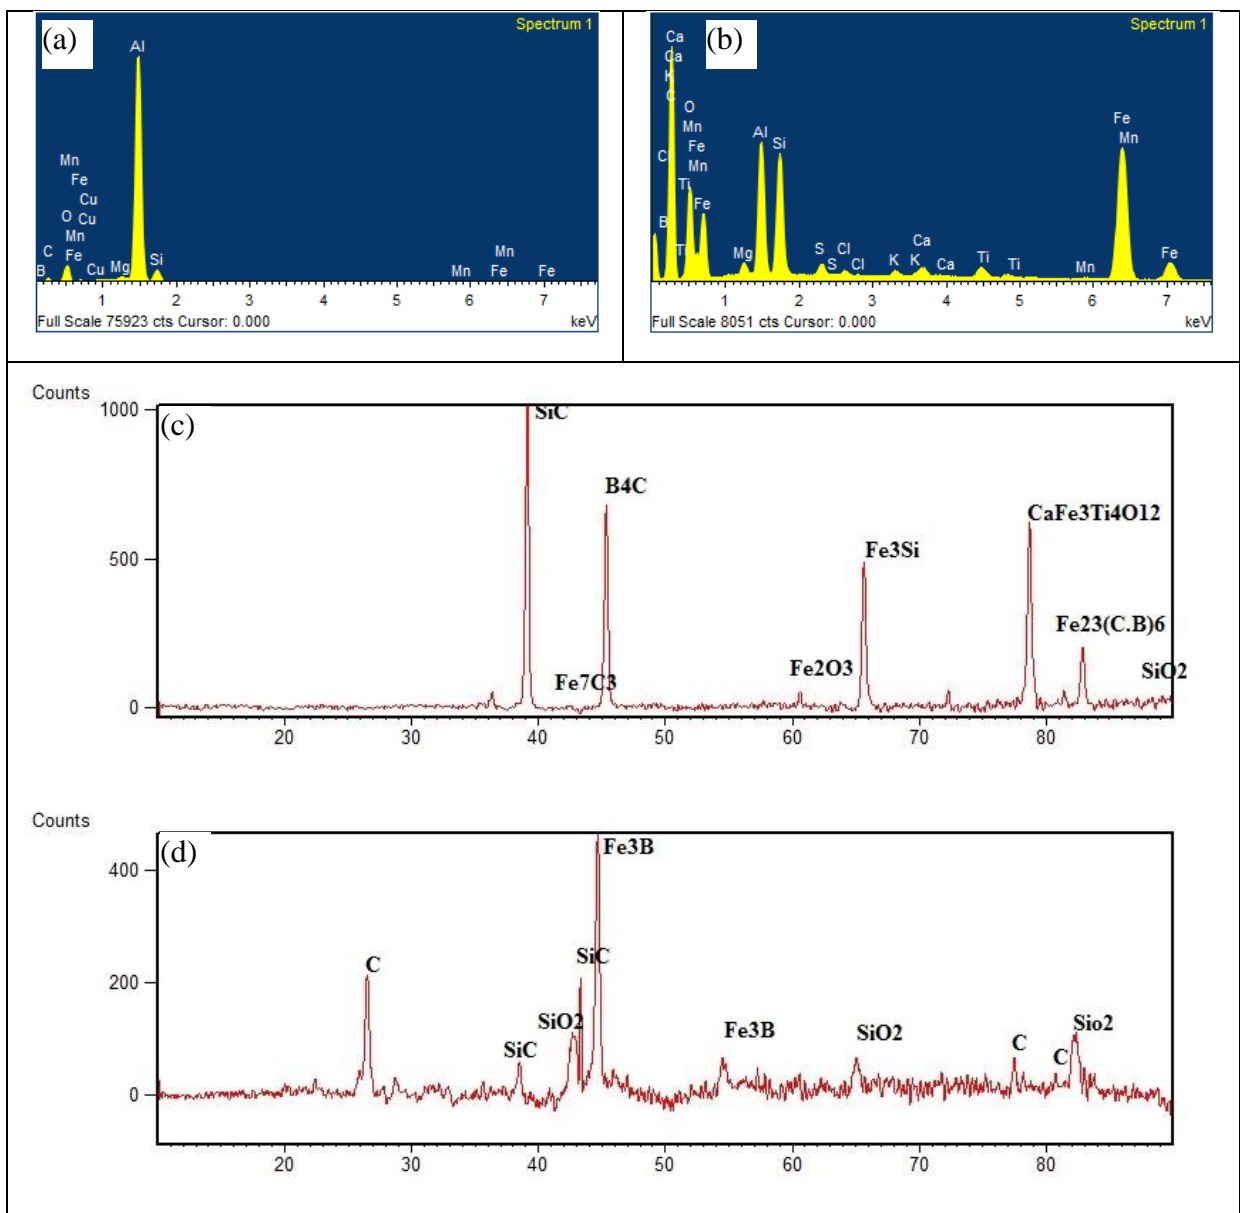 (a)
Spectrum 1
Al
Mn
Fe
Cu
O Cu
C Mn
B Fe Cu Mg Si Mn Mn Fe Fe
1 2 3 4 5 6 7
Full Scale 75923 cts Cursor: 0.000 keV
(b)
Spectrum 1
Ca
Ca
K
C
O
Mn
Fe
Mn
Cl
Ti
Fe
B
Ti
Mg
Al
Si
S
S
Cl
Cl
K
K
Ca
Ca
Ti
Ti
Mn
Fe
Mn
Fe
1 2 3 4 5 6 7
Full Scale 8051 cts Cursor: 0.000 keV
Counts
(c)
1000
500
0
SiC
B4C
CaFe3Ti4O12
Fe3Si
Fe23(C.B)6
Fe2O3
SiO2
Fe7C3
20 30 40 50 60 70 80
Counts
(d)
400
200
0
Fe3B
C
SiC
SiO2
SiC
Fe3B
SiO2
C
C
Sio2
20 30 40 50 60 70 80